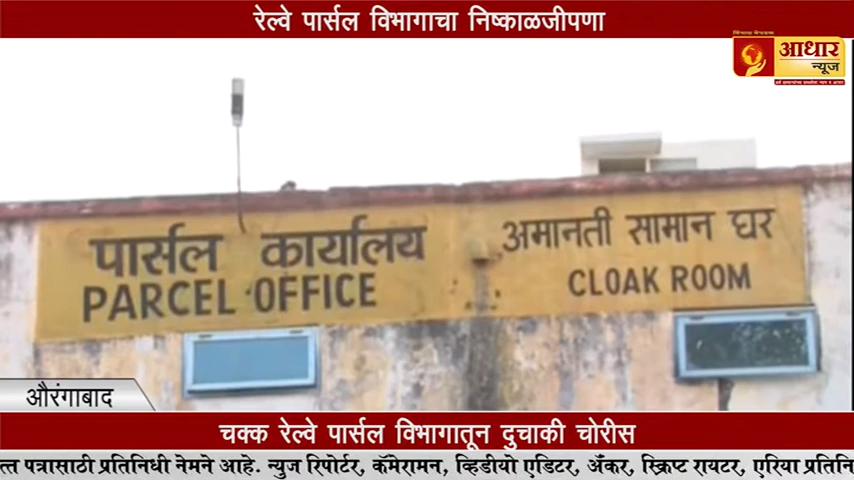 रेल्वे पार्सल विभागाचा निष्काळजीपणा
आधार
न्यूज
पार्सल कार्यालय
PARCEL OFFICE
अमानती सामान घर
CLOAK ROOM
औरंगाबाद
चक्क रेल्वे पार्सल विभागातून दुचाकी चोरीस
त्त पत्रासाठी प्रतिनिधी नेमने आहे. न्युज रिपोर्टर, कॅमेरामन, व्हिडीयो एडिटर, अँकर, स्क्रिप्ट रायटर, एरिया प्रतिनि